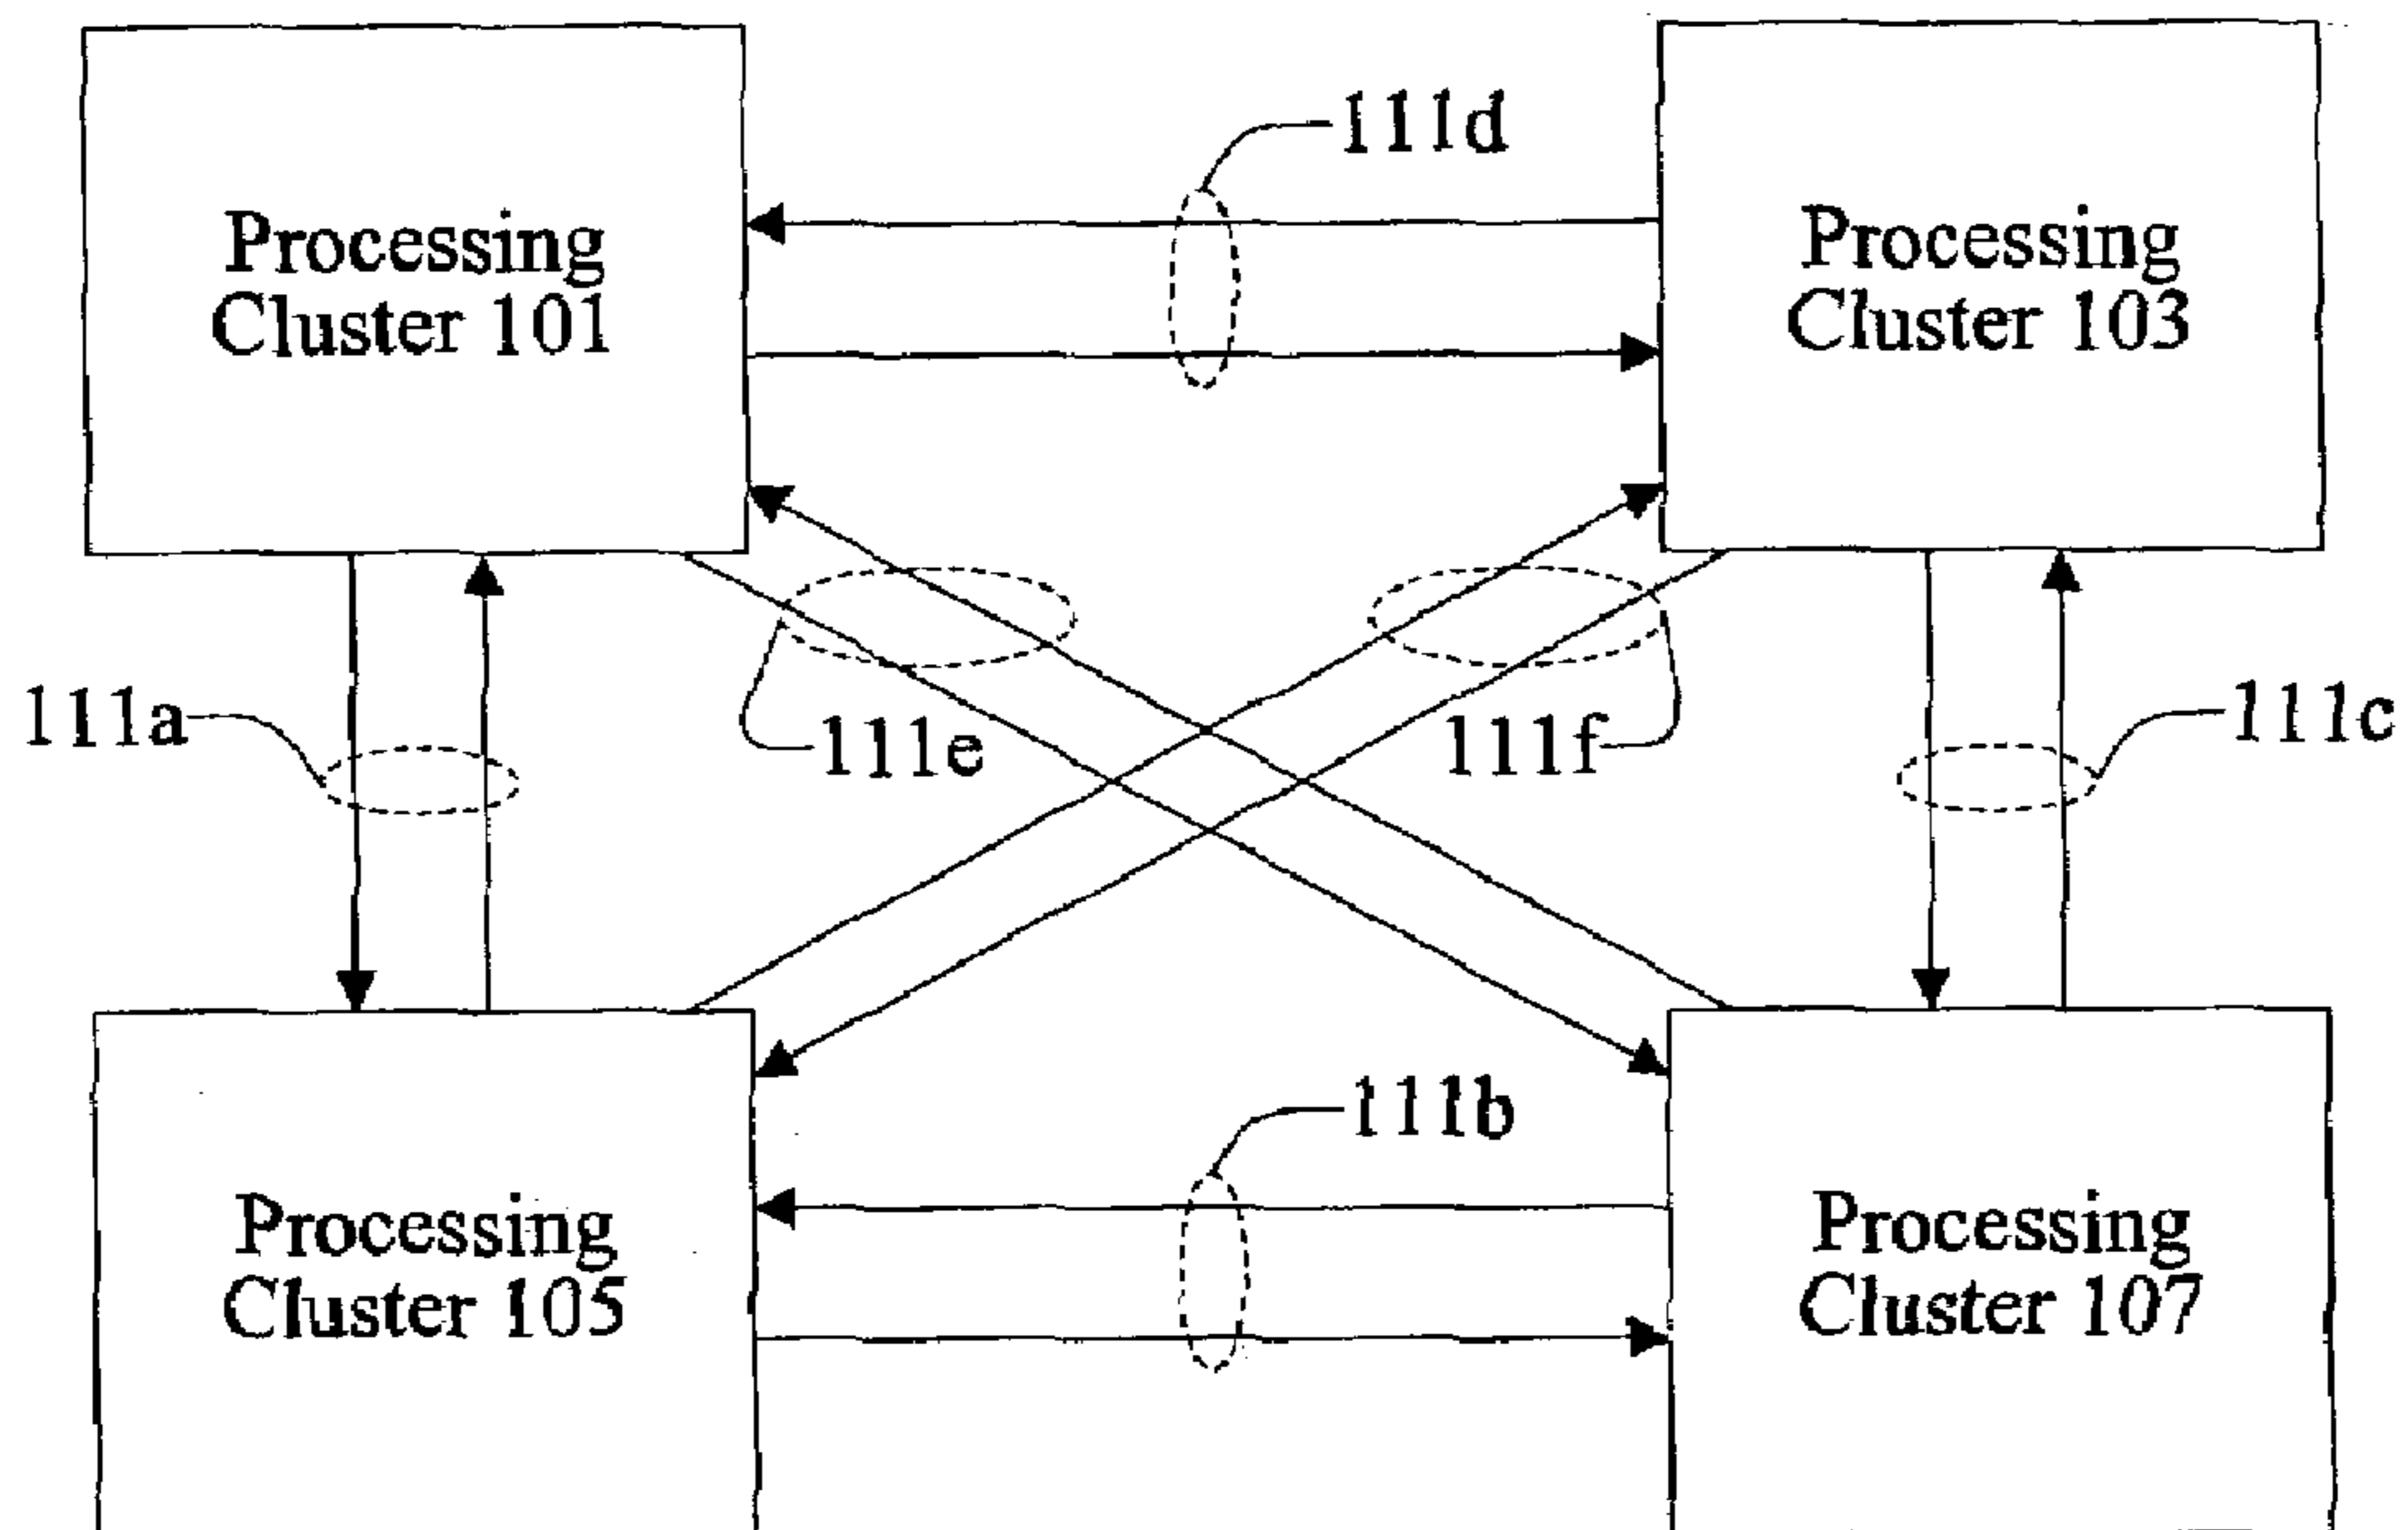 111d
Processing
Cluster 101
Processing
Cluster 103
111a
111e
111f
111c
111b
Processing
Cluster 105
Processing
Cluster 107